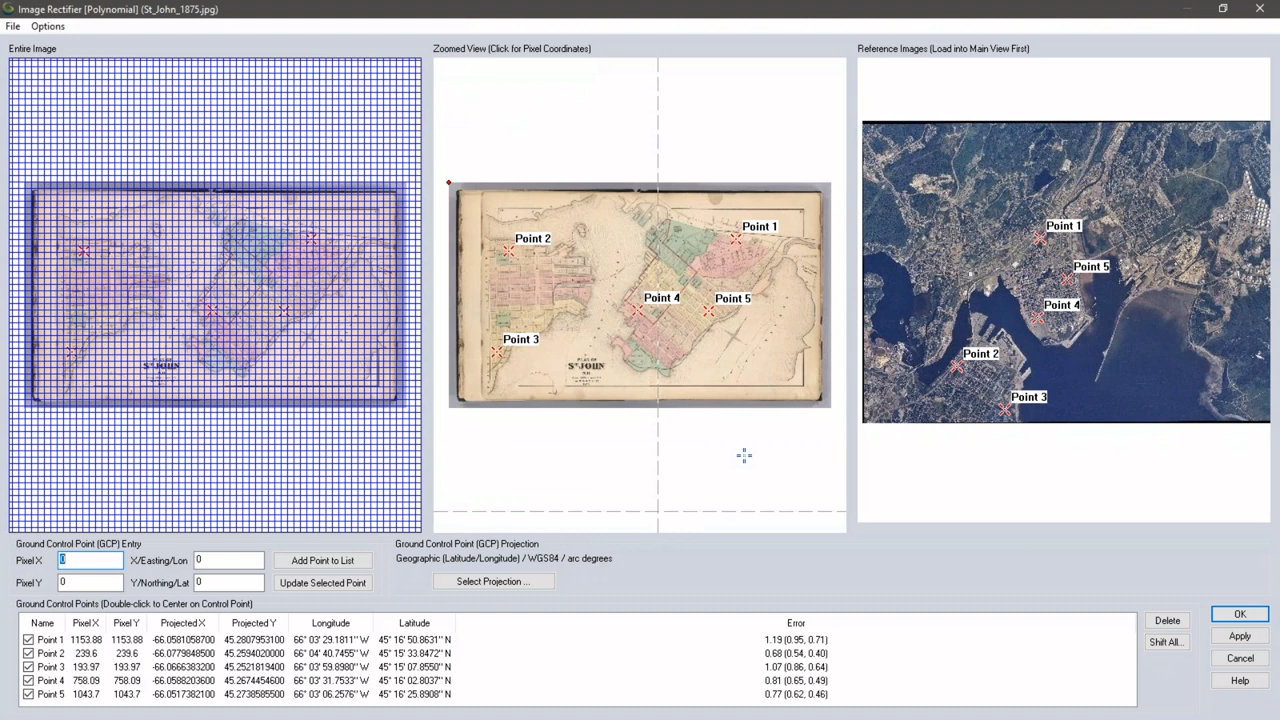 Image Rectifier [Polynomial] (St_John_1875.jpg)
File Options
Entire Image
Zoomed View (Click for Pixel Coordinates)
Reference Images (Load into Main View First)
Point 1
Point 2
Point 3
Point 4
Point 5
ST JOHN
PLAN OF
ST JOHN
N.B.
Point 1
Point 5
Point 4
Point 2
Point 3
Ground Control Point (GCP) Entry
Pixel X 0 X/Easting/Lon 0 Add Point to List
Pixel Y 0 Y/Northing/Lat 0 Update Selected Point
Ground Control Point (GCP) Projection
Geographic (Latitude/Longitude) / WGS84 / arc degrees
Select Projection ...
Ground Control Points (Double-click to Center on Control Point)
Name Pixel X Pixel Y Projected X Projected Y Longitude Latitude Error
Point 1 1153.88 1153.88 -66.0581058700 45.2807953100 66° 03' 29.1811'' W 45° 16' 50.8631'' N 1.19 (0.95, 0.71)
Point 2 239.6 239.6 -66.0779848500 45.2594020000 66° 04' 40.7455'' W 45° 15' 33.8472'' N 0.68 (0.54, 0.40)
Point 3 193.97 193.97 -66.0666383200 45.2521819400 66° 03' 59.8980'' W 45° 15' 07.8550'' N 1.07 (0.86, 0.64)
Point 4 758.09 758.09 -66.0588203600 45.2674454600 66° 03' 31.7533'' W 45° 16' 02.8037'' N 0.81 (0.65, 0.49)
Point 5 1043.7 1043.7 -66.0517382100 45.2738585500 66° 03' 06.2576'' W 45° 16' 25.8908'' N 0.77 (0.62, 0.46)
Delete
Shift All...
OK
Apply
Cancel
Help